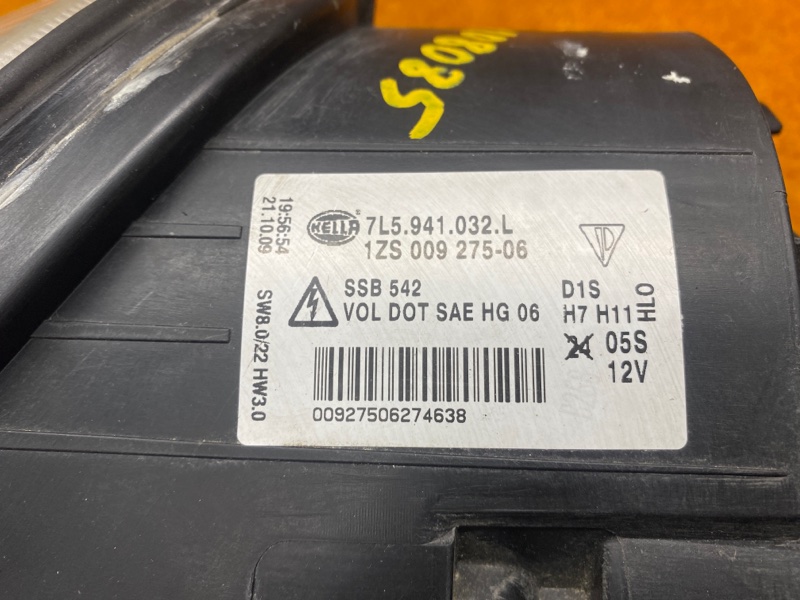 58035
19:56:54
21.10.09
SW8.0/22 HW3.0
HELLA
7L5.941.032.L
1ZS 009 275-06
SSB 542
VOL DOT SAE HG 06
D1S
H7 H11
HLO
24 05S
12V
00927506274638